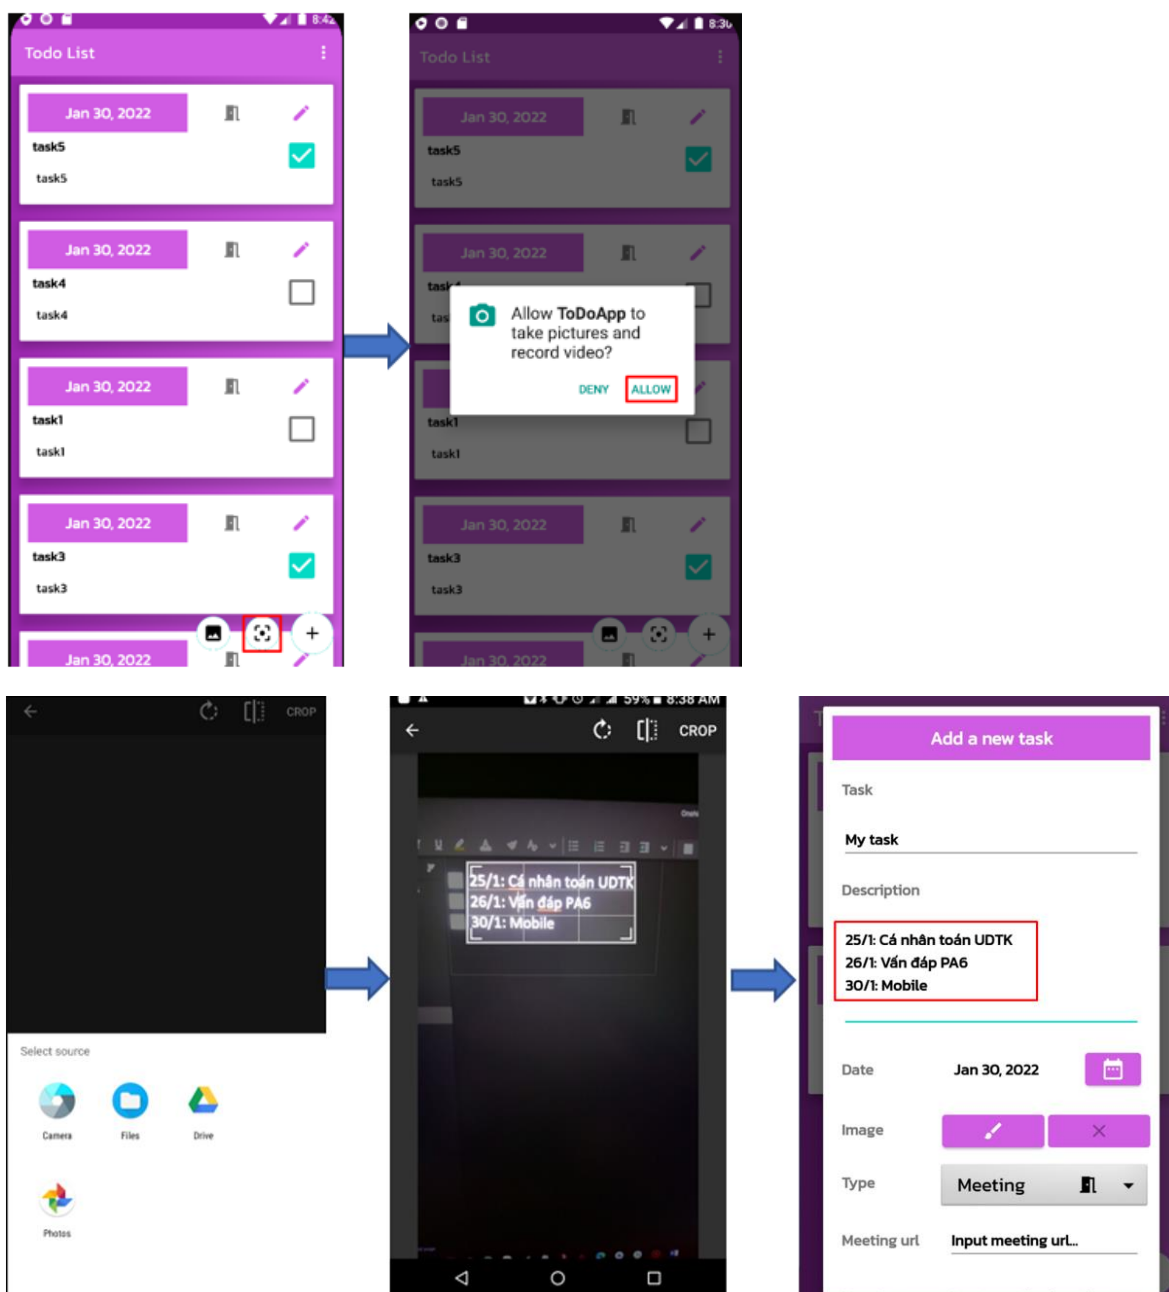 8:42
Todo List
Jan 30, 2022
task5
task5
Jan 30, 2022
task4
task4
Jan 30, 2022
task1
task1
Jan 30, 2022
task3
task3
Jan 30, 2022
8:30
Todo List
Jan 30, 2022
task5
task5
Jan 30, 2022
task4
tas
Allow ToDoApp to
take pictures and
record video?
DENY ALLOW
task1
task1
Jan 30, 2022
task3
task3
Jan 30, 2022
CROP
Select source
Camera Files Drive
Photos
59% 8:38 AM
CROP
25/1: Cá nhân toán UDTK
26/1: Vấn đáp PA6
30/1: Mobile
Add a new task
Task
My task
Description
25/1: Cá nhân toán UDTK
26/1: Vấn đáp PA6
30/1: Mobile
Date Jan 30, 2022
Image
Type Meeting
Meeting url Input meeting url...